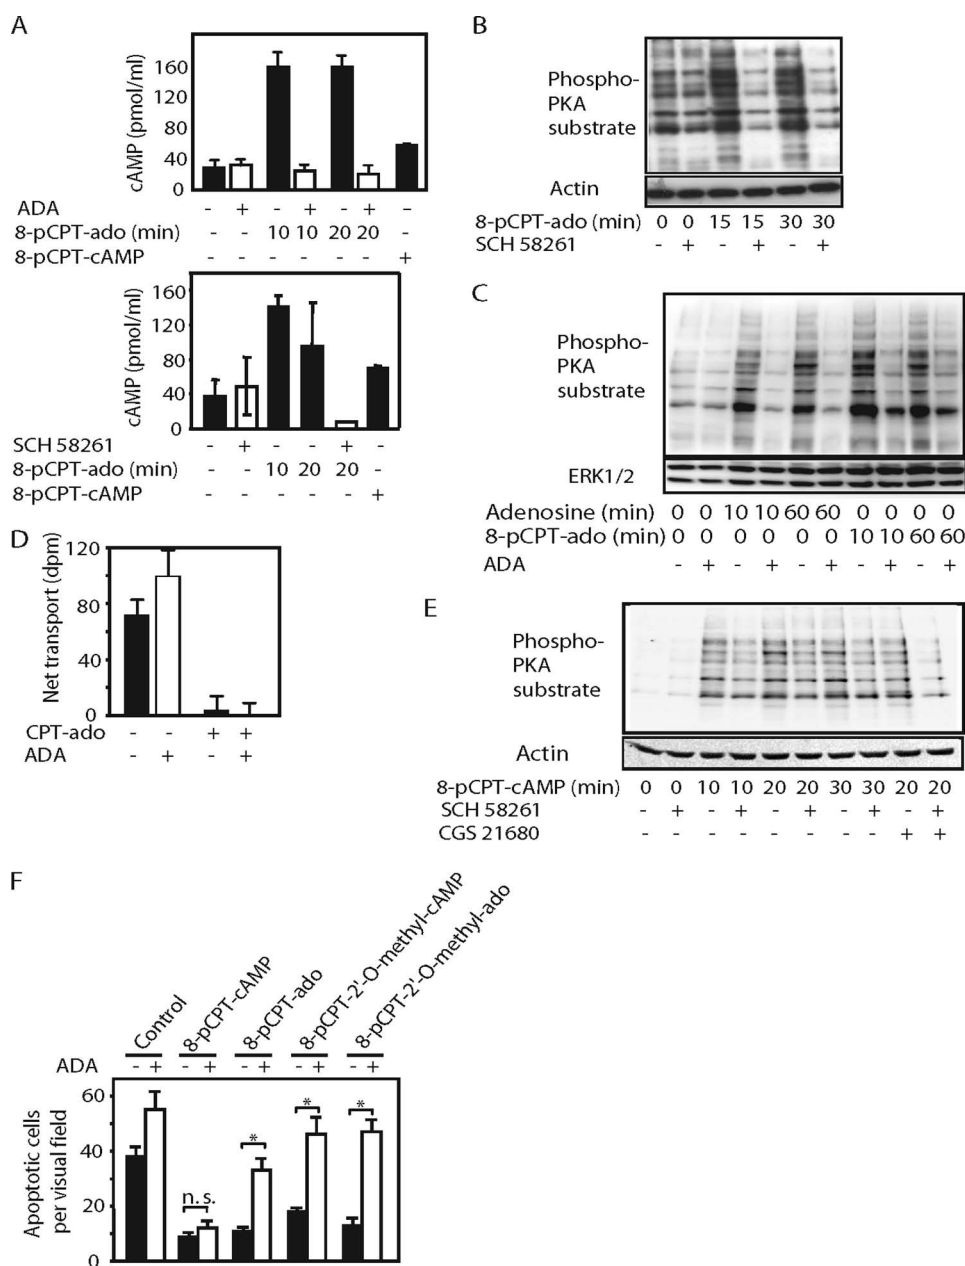 A
cAMP (pmol/ml)
160
120
80
40
0
ADA - + - + - + -
8-pCPT-ado (min) - - 10 10 20 20 -
8-pCPT-cAMP - - - - - - +
cAMP (pmol/ml)
160
120
80
40
0
SCH 58261 - + - - + -
8-pCPT-ado (min) - - 10 20 20 -
8-pCPT-cAMP - - - - - +
B
Phospho-
PKA
substrate
Actin
8-pCPT-ado (min) 0 0 15 15 30 30
SCH 58261 - + - + - +
C
Phospho-
PKA
substrate
ERK1/2
Adenosine (min) 0 0 10 10 60 60 0 0 0 0
8-pCPT-ado (min) 0 0 0 0 0 0 10 10 60 60
ADA - + - + - + - + - +
D
Net transport (dpm)
120
80
40
0
CPT-ado - - + +
ADA - + - +
E
Phospho-
PKA
substrate
Actin
8-pCPT-cAMP (min) 0 0 10 10 20 20 30 30 20 20
SCH 58261 - + - + - + - + - +
CGS 21680 - - - - - - - - + +
F
Control
8-pCPT-cAMP
8-pCPT-ado
8-pCPT-2'-O-methyl-cAMP
8-pCPT-2'-O-methyl-ado
ADA - + - + - + - + - +
Apoptotic cells
per visual field
60
40
20
0
n. s.
*
*
*